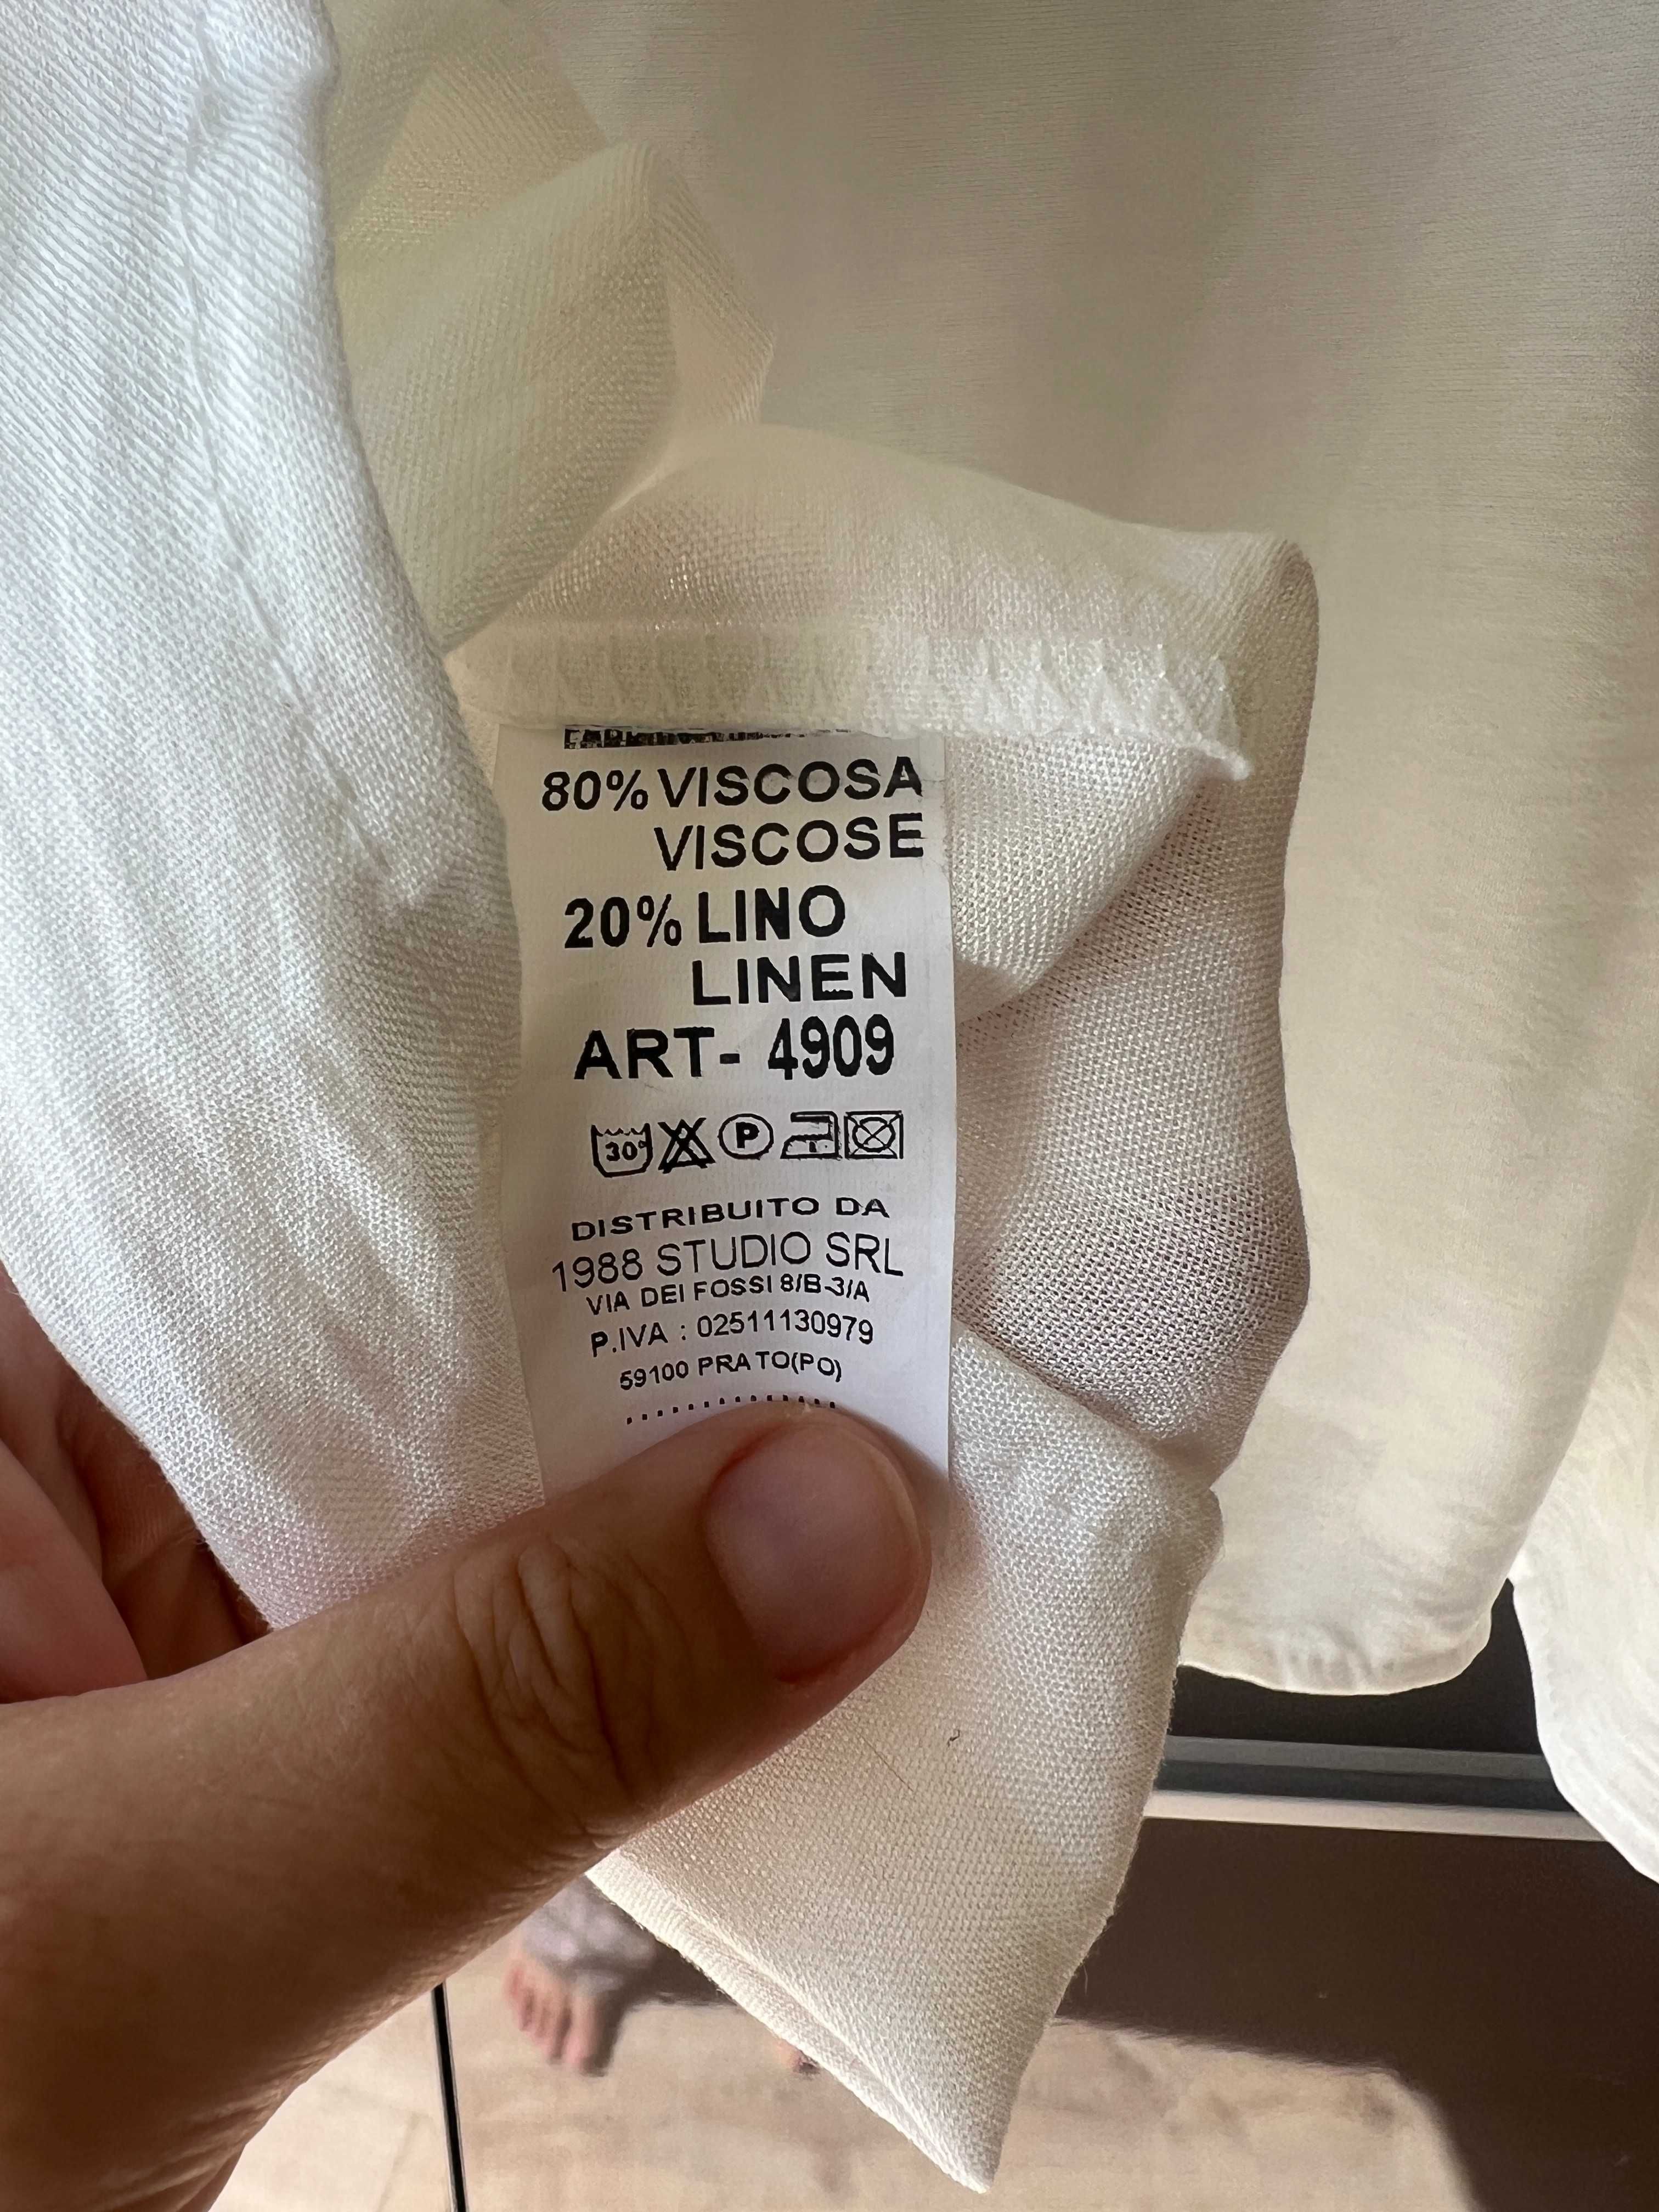 80% VISCOSA
VISCOSE
20% LINO
LINEN
ART- 4909
30° P
DISTRIBUITO DA
1988 STUDIO SRL
VIA DEI FOSSI 8/B-3/A
P.IVA : 02511130979
59100 PRATO(PO)